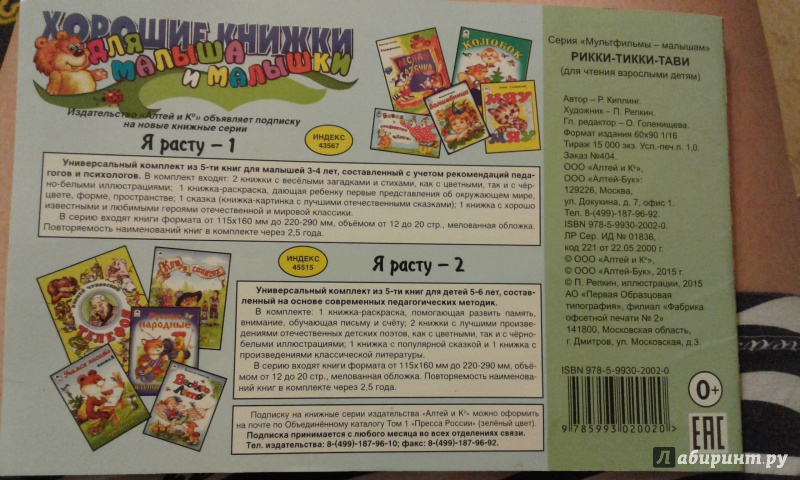 ХОРОШИЕ КНИЖКИ
ДЛЯ
МАЛЫША
И МАЛЫШКИ
Издательство «Алтей и К°» объявляет подписку
на новые книжные серии
Я расту – 1
ИНДЕКС
43567
КОЛОБОК
Универсальный комплект из 5-ти книг для малышей 3-4 лет, составленный с учетом рекомендаций педа-
гогов и психологов. В комплект входит: 2 книжки с весёлыми загадками и стихами, как с цветными, так и с чёр-
но-белыми иллюстрациями; 1 книжка-раскраска, дающая ребенку первые представления об окружающем мире,
цвете, форме, пространстве; 1 сказка (книжка-картинка с лучшими отечественными сказками); 1 книжка с хорошо
известными и любимыми героями отечественной и мировой классики.
В серию входят книги формата от 115х160 мм до 220-290 мм, объёмом от 12 до 20 стр., мелованная обложка.
Повторяемость наименований книг в комплекте через 2,5 года.
ИНДЕКС
45515
Я расту – 2
Универсальный комплект из 5-ти книг для детей 5-6 лет, состав-
ленный на основе современных педагогических методик.
В комплекте: 1 книжка-раскраска, помогающая развить память,
внимание, обучающая письму и счёту; 2 книжки с лучшими произве-
дениями отечественных детских поэтов, как с цветными, так и с чёрно-
белыми иллюстрациями; 1 книжка с популярной сказкой и 1 книжка с
произведениями классической литературы.
В серию входят книги формата от 115х160 мм до 220-290 мм, объё-
мом от 12 до 20 стр., мелованная обложка. Повторяемость наименова-
ний книг в комплекте через 2,5 года.
НАРОДНЫЕ
Подписку на книжные серии издательства «Алтей и К°» можно оформить
на почте по Объединённому каталогу Том 1 «Пресса России» (зелёный цвет).
Подписка принимается с любого месяца во всех отделениях связи.
Тел. издательства: 8-(499)-187-96-10; факс: 8-(499)-187-96-92.
Серия «Мультфильмы – малышам»
РИККИ-ТИККИ-ТАВИ
(для чтения взрослыми детям)
Автор – Р. Киплинг.
Художник – П. Репкин.
Гл. редактор – О. Голенищева.
Формат издания 60х90 1/16
Тираж 15 000 экз. Усл.-печ.л. 1,0.
Заказ №404.
© ООО «Алтей и К°»,
ООО «Алтей-Бук»:
129226, Москва,
ул. Докукина, д. 7, офис 1.
Тел. 8-(499)-187-96-92.
ISBN 978-5-9930-2002-0.
ЛР Сер. ИД № 01836,
код 221 от 22.05.2000 г.
© ООО «Алтей и К°»,
© ООО «Алтей-Бук», 2015 г.
© П. Репкин, иллюстрации, 2015
АО «Первая Образцовая
типография», филиал «Фабрика
офсетной печати № 2»
141800, Московская область,
г. Дмитров, ул. Московская, д.3.
ISBN 978-5-9930-2002-0
9 785993 020020 >
0+
ЕАС
Лабиринт.ру